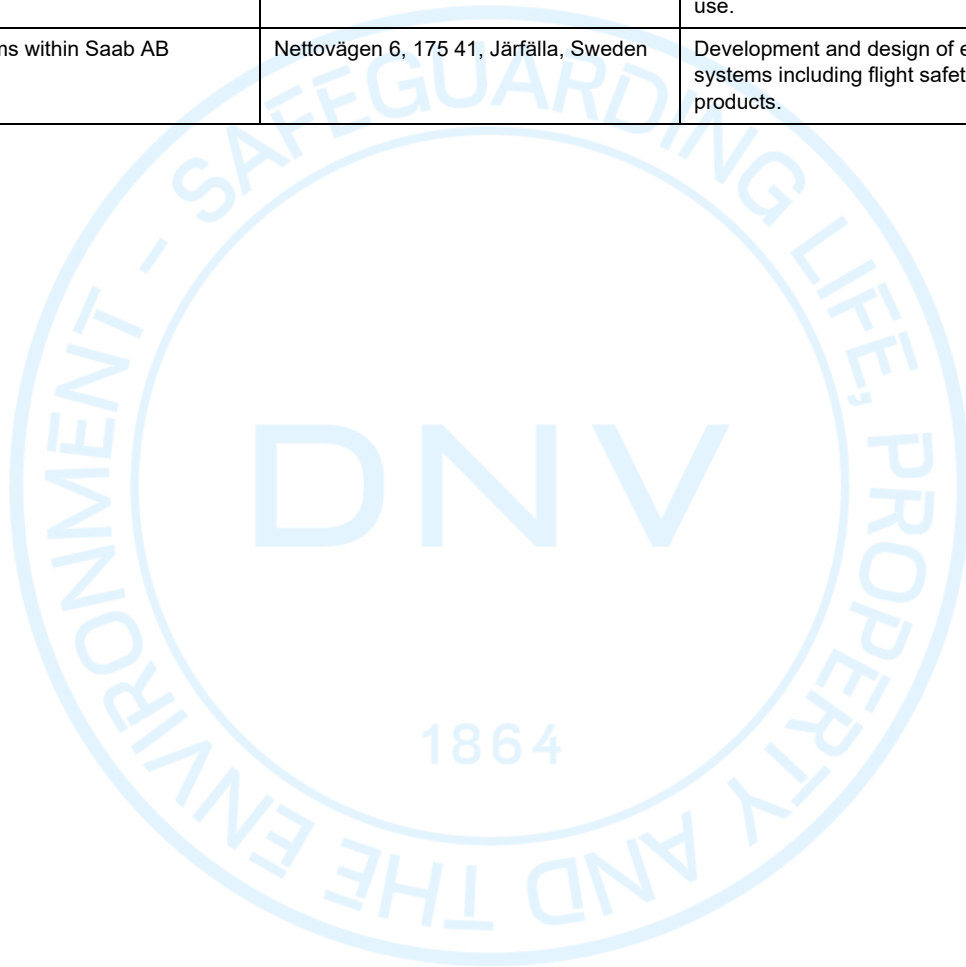 use.
ms within Saab AB
Nettovägen 6, 175 41, Järfälla, Sweden
Development and design of e
systems including flight safet
products.
SAFEGUARDING LIFE, PROPERTY AND THE ENVIRONMENT -
DNV
1864